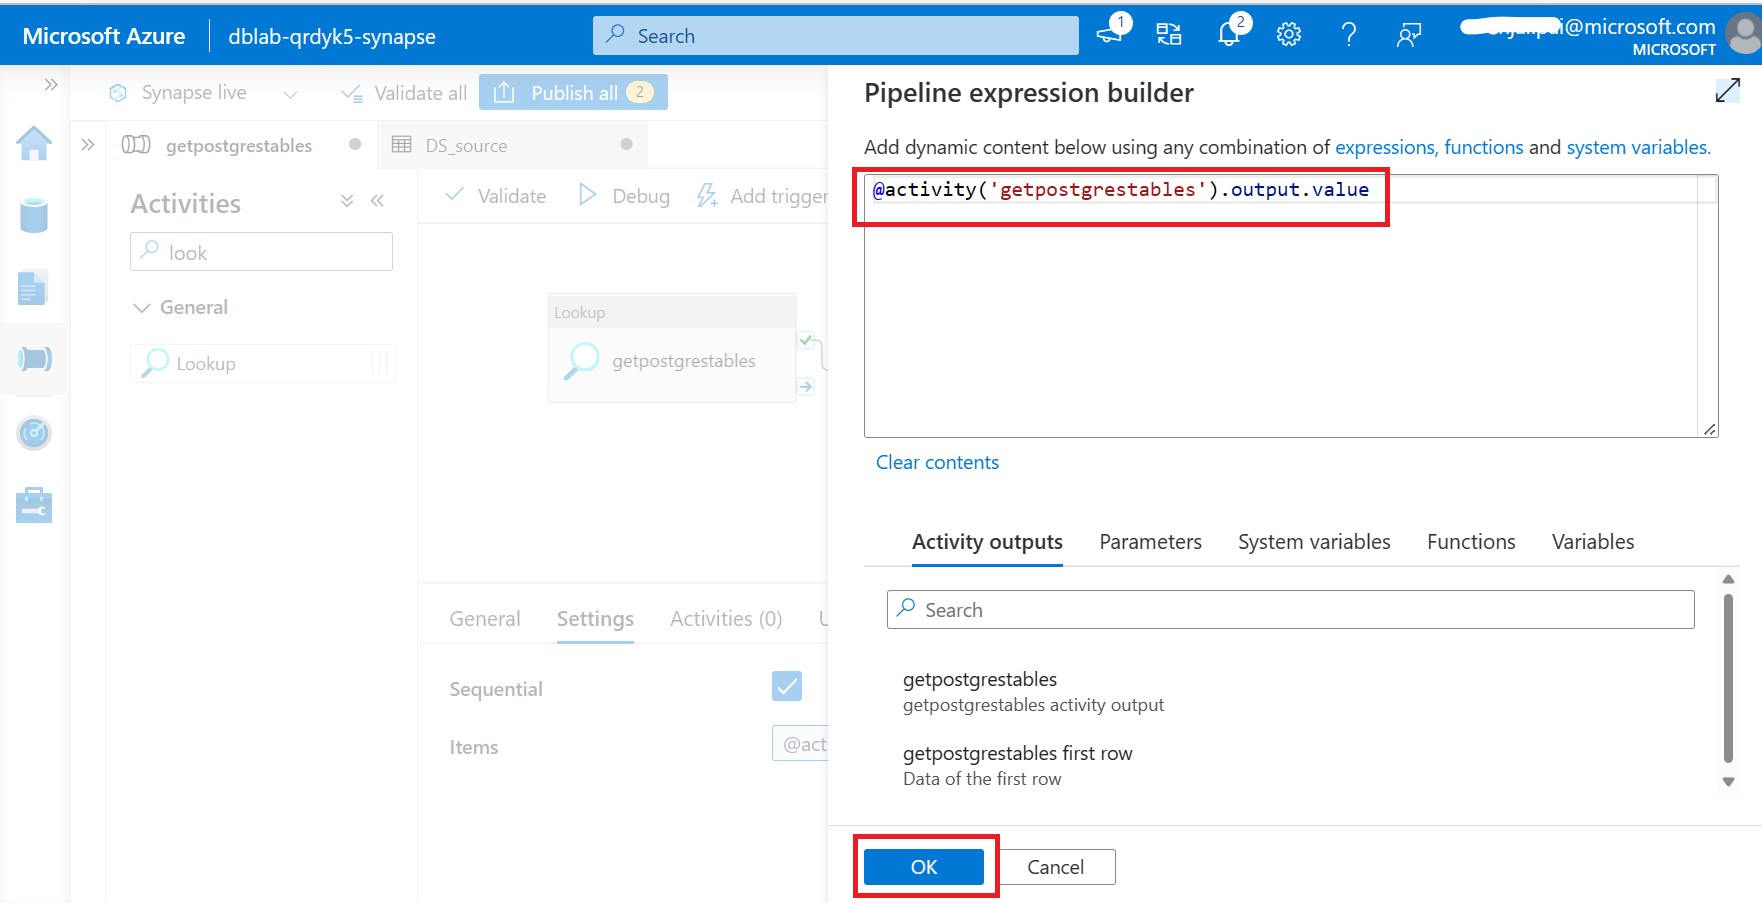 Microsoft Azure
dblab-qrdyk5-synapse
Search
1
2
@microsoft.com
MICROSOFT
Synapse live
Validate all
Publish all
2
getpostgrestables
DS_source
Activities
look
General
Lookup
Validate
Debug
Add trigger
Lookup
getpostgrestables
General
Settings
Activities (0)
Sequential
Items
@act
Pipeline expression builder
Add dynamic content below using any combination of expressions, functions and system variables.
@activity('getpostgrestables').output.value
Clear contents
Activity outputs
Parameters
System variables
Functions
Variables
Search
getpostgrestables
getpostgrestables activity output
getpostgrestables first row
Data of the first row
OK
Cancel